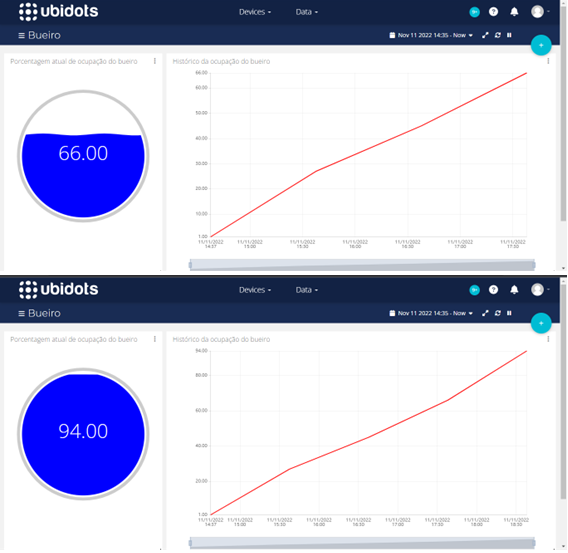 ubidots
Devices
Data
Bueiro
Nov 11 2022 14:35 - Now
Porcentagem atual de ocupação do bueiro
Histórico da ocupação do bueiro
66.00
66.00
60.00
50.00
40.00
30.00
20.00
10.00
1.00
11/11/2022 11/11/2022 11/11/2022 11/11/2022 11/11/2022 11/11/2022 11/11/2022
14:37 15:00 15:30 16:00 16:30 17:00 17:30
ubidots
Devices
Data
Bueiro
Nov 11 2022 14:35 - Now
Porcentagem atual de ocupação do bueiro
Histórico da ocupação do bueiro
94.00
94.00
80.00
60.00
40.00
20.00
1.00
11/11/2022 11/11/2022 11/11/2022 11/11/2022 11/11/2022 11/11/2022 11/11/2022 11/11/2022 11/11/2022
14:37 15:00 15:30 16:00 16:30 17:00 17:30 18:00 18:30